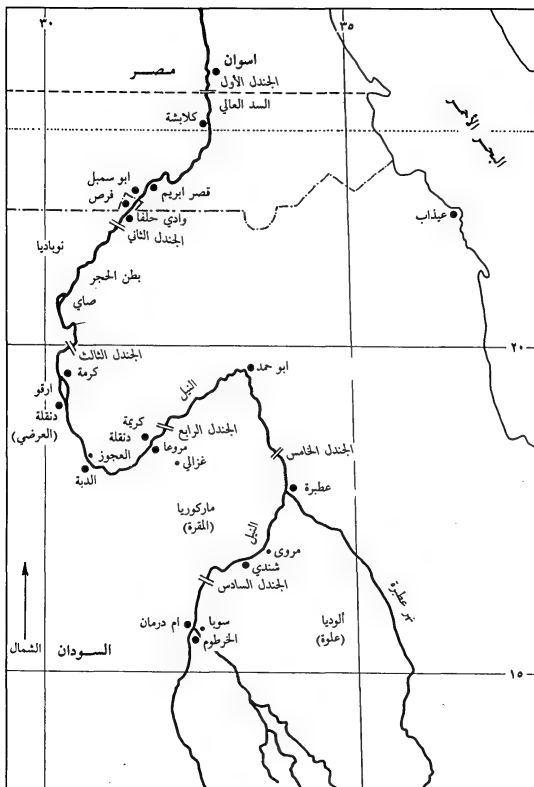 ٣٠
٣٥
اسوان
مصر
الجندل الأول
السد العالي
كلابشة
البحر الأحمر
ابو سمبل
قصر ابريم
فرص
وادي حلفا
عيذاب
الجندل الثاني
نوباديا
بطن الحجر
صاي
٢٠
الجندل الثالث
كرمة
ابو حمد
النيل
ارقو
دنقلة
(العرضي)
كريمة
دنقلة
الجندل الرابع
العجوز
مروعا
غزالي
الدبة
الجندل الخامس
عطبرة
ماركوريا
(المقرة)
النيل
مروى
شندي
الجندل السادس
نهر عطبرة
ام درمان
سوبا
الخرطوم
ألوديا
(علوة)
السودان
الشمال
١٥